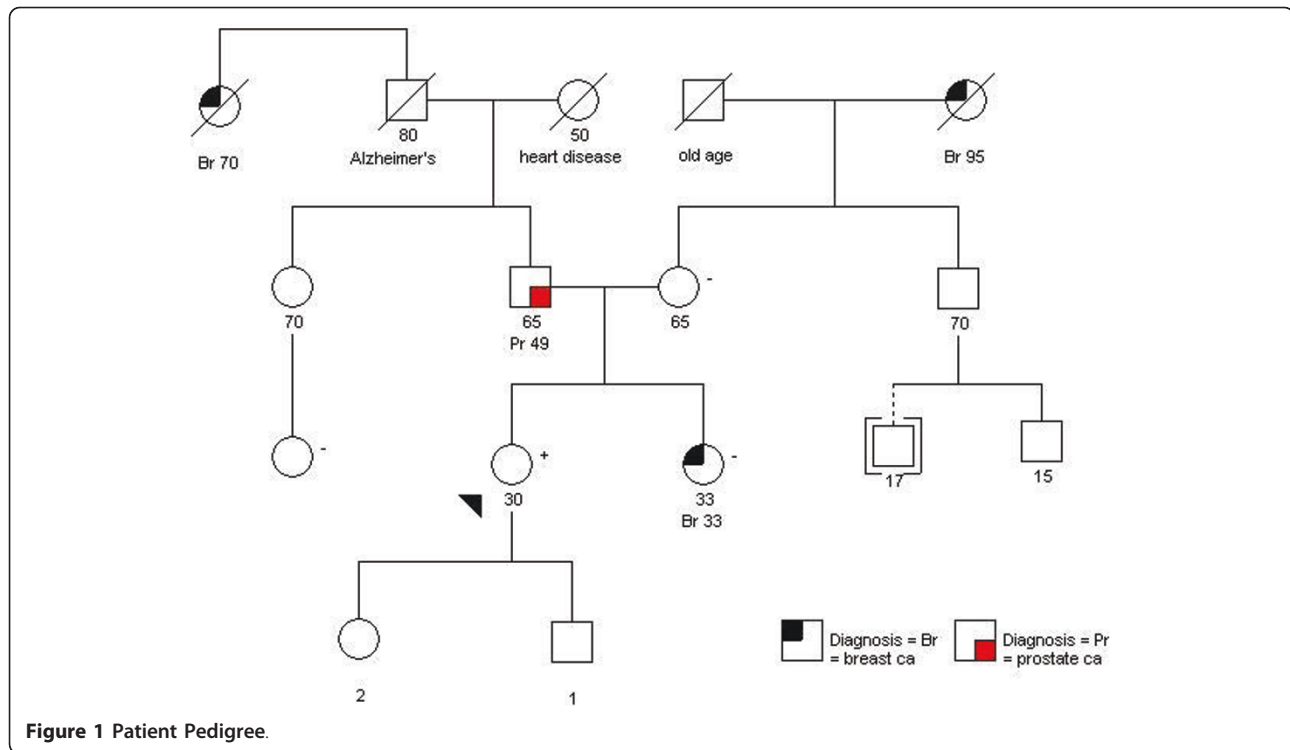 Br 70
80
Alzheimer's
50
heart disease
old age
Br 95
70
65
Pr 49
-
65
70
-
+
30
-
33
Br 33
17
15
2
1
Diagnosis = Br
= breast ca
Diagnosis = Pr
= prostate ca
Figure 1 Patient Pedigree.